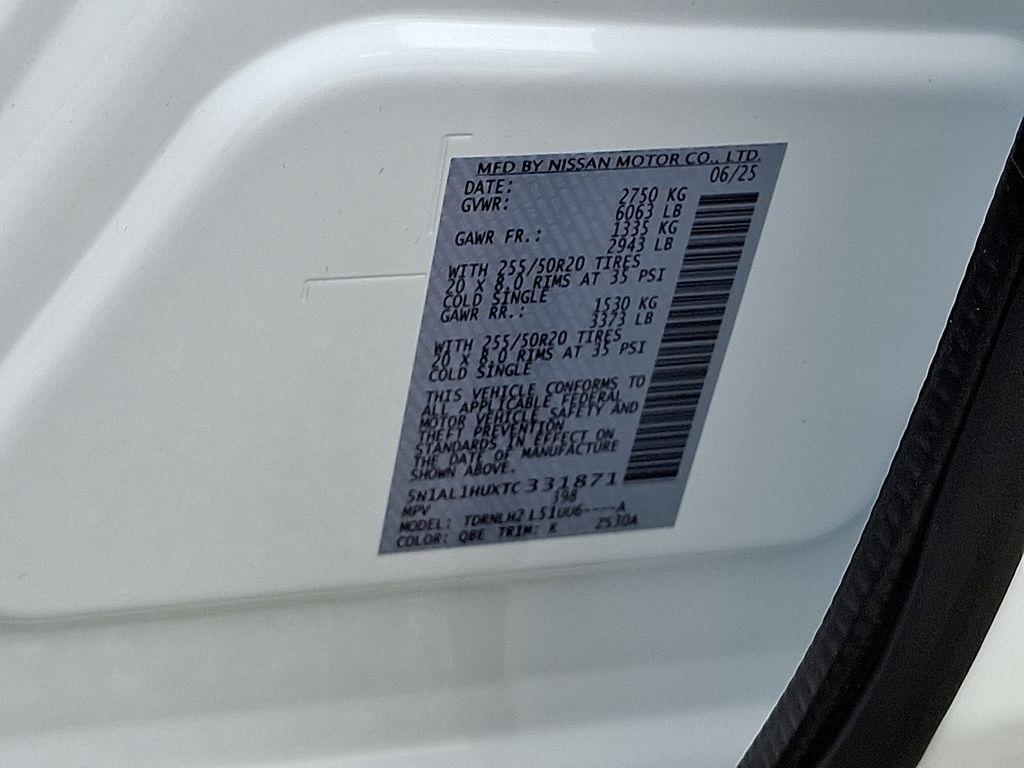 MFD BY NISSAN MOTOR CO., LTD.
DATE: 06/25
GVWR: 2750 KG
6063 LB
GAWR FR.: 1335 KG
2943 LB
WITH 255/50R20 TIRES
20 X 8.0 RIMS AT 35 PSI
COLD SINGLE
GAWR RR.: 1530 KG
3373 LB
WITH 255/50R20 TIRES
20 X 8.0 RIMS AT 35 PSI
COLD SINGLE
THIS VEHICLE CONFORMS TO
ALL APPLICABLE FEDERAL
MOTOR VEHICLE SAFETY AND
THEFT PREVENTION
STANDARDS IN EFFECT ON
THE DATE OF MANUFACTURE
SHOWN ABOVE.
5N1AL1HUXTC331871
MPV 398
MODEL:
COLOR: QBE TRIM: K